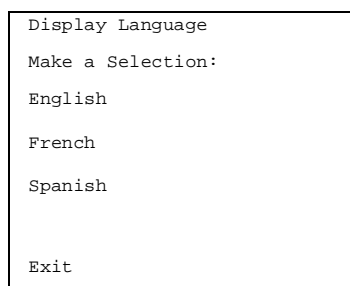 Display Language
Make a Selection:
English
French
Spanish
Exit